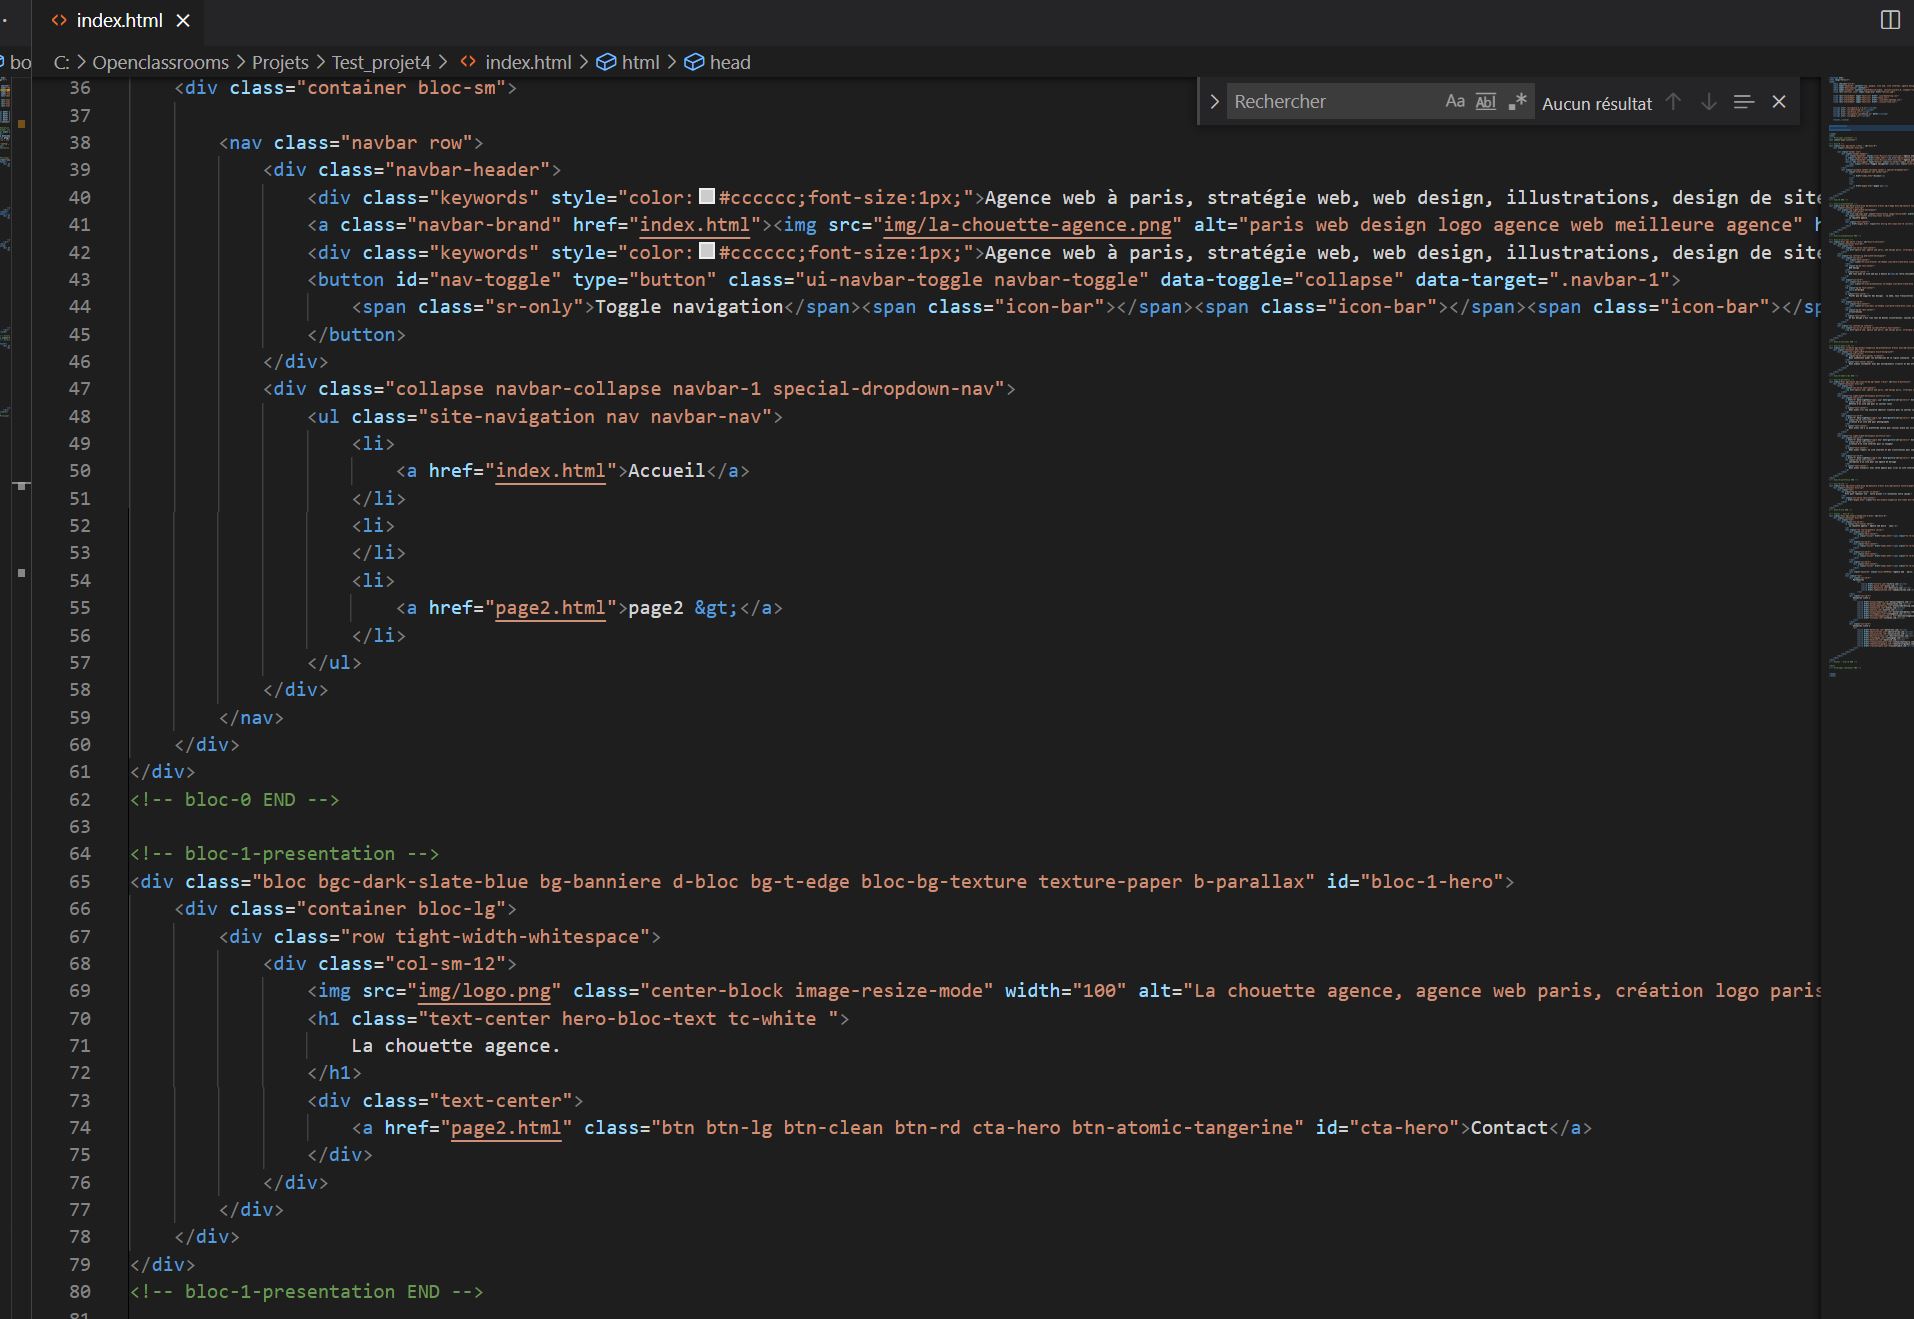 index.html
bo
C: > Openclassrooms > Projets > Test_projet4 > index.html > html > head
Rechercher
Aa Abl .* Aucun résultat
36 <div class="container bloc-sm">
37
38 <nav class="navbar row">
39 <div class="navbar-header">
40 <div class="keywords" style="color:#cccccc;font-size:1px;">Agence web à paris, stratégie web, web design, illustrations, design de site
41 <a class="navbar-brand" href="index.html"><img src="img/la-chouette-agence.png" alt="paris web design logo agence web meilleure agence" h
42 <div class="keywords" style="color:#cccccc;font-size:1px;">Agence web à paris, stratégie web, web design, illustrations, design de site
43 <button id="nav-toggle" type="button" class="ui-navbar-toggle navbar-toggle" data-toggle="collapse" data-target=".navbar-1">
44 <span class="sr-only">Toggle navigation</span><span class="icon-bar"></span><span class="icon-bar"></span><span class="icon-bar"></sp
45 </button>
46 </div>
47 <div class="collapse navbar-collapse navbar-1 special-dropdown-nav">
48 <ul class="site-navigation nav navbar-nav">
49 <li>
50 <a href="index.html">Accueil</a>
51 </li>
52 <li>
53 </li>
54 <li>
55 <a href="page2.html">page2 &gt;</a>
56 </li>
57 </ul>
58 </div>
59 </nav>
60 </div>
61 </div>
62 <!-- bloc-0 END -->
63
64 <!-- bloc-1-presentation -->
65 <div class="bloc bgc-dark-slate-blue bg-banniere d-bloc bg-t-edge bloc-bg-texture texture-paper b-parallax" id="bloc-1-hero">
66 <div class="container bloc-lg">
67 <div class="row tight-width-whitespace">
68 <div class="col-sm-12">
69 <img src="img/logo.png" class="center-block image-resize-mode" width="100" alt="La chouette agence, agence web paris, création logo paris
70 <h1 class="text-center hero-bloc-text tc-white ">
71 La chouette agence.
72 </h1>
73 <div class="text-center">
74 <a href="page2.html" class="btn btn-lg btn-clean btn-rd cta-hero btn-atomic-tangerine" id="cta-hero">Contact</a>
75 </div>
76 </div>
77 </div>
78 </div>
79 </div>
80 <!-- bloc-1-presentation END -->
81